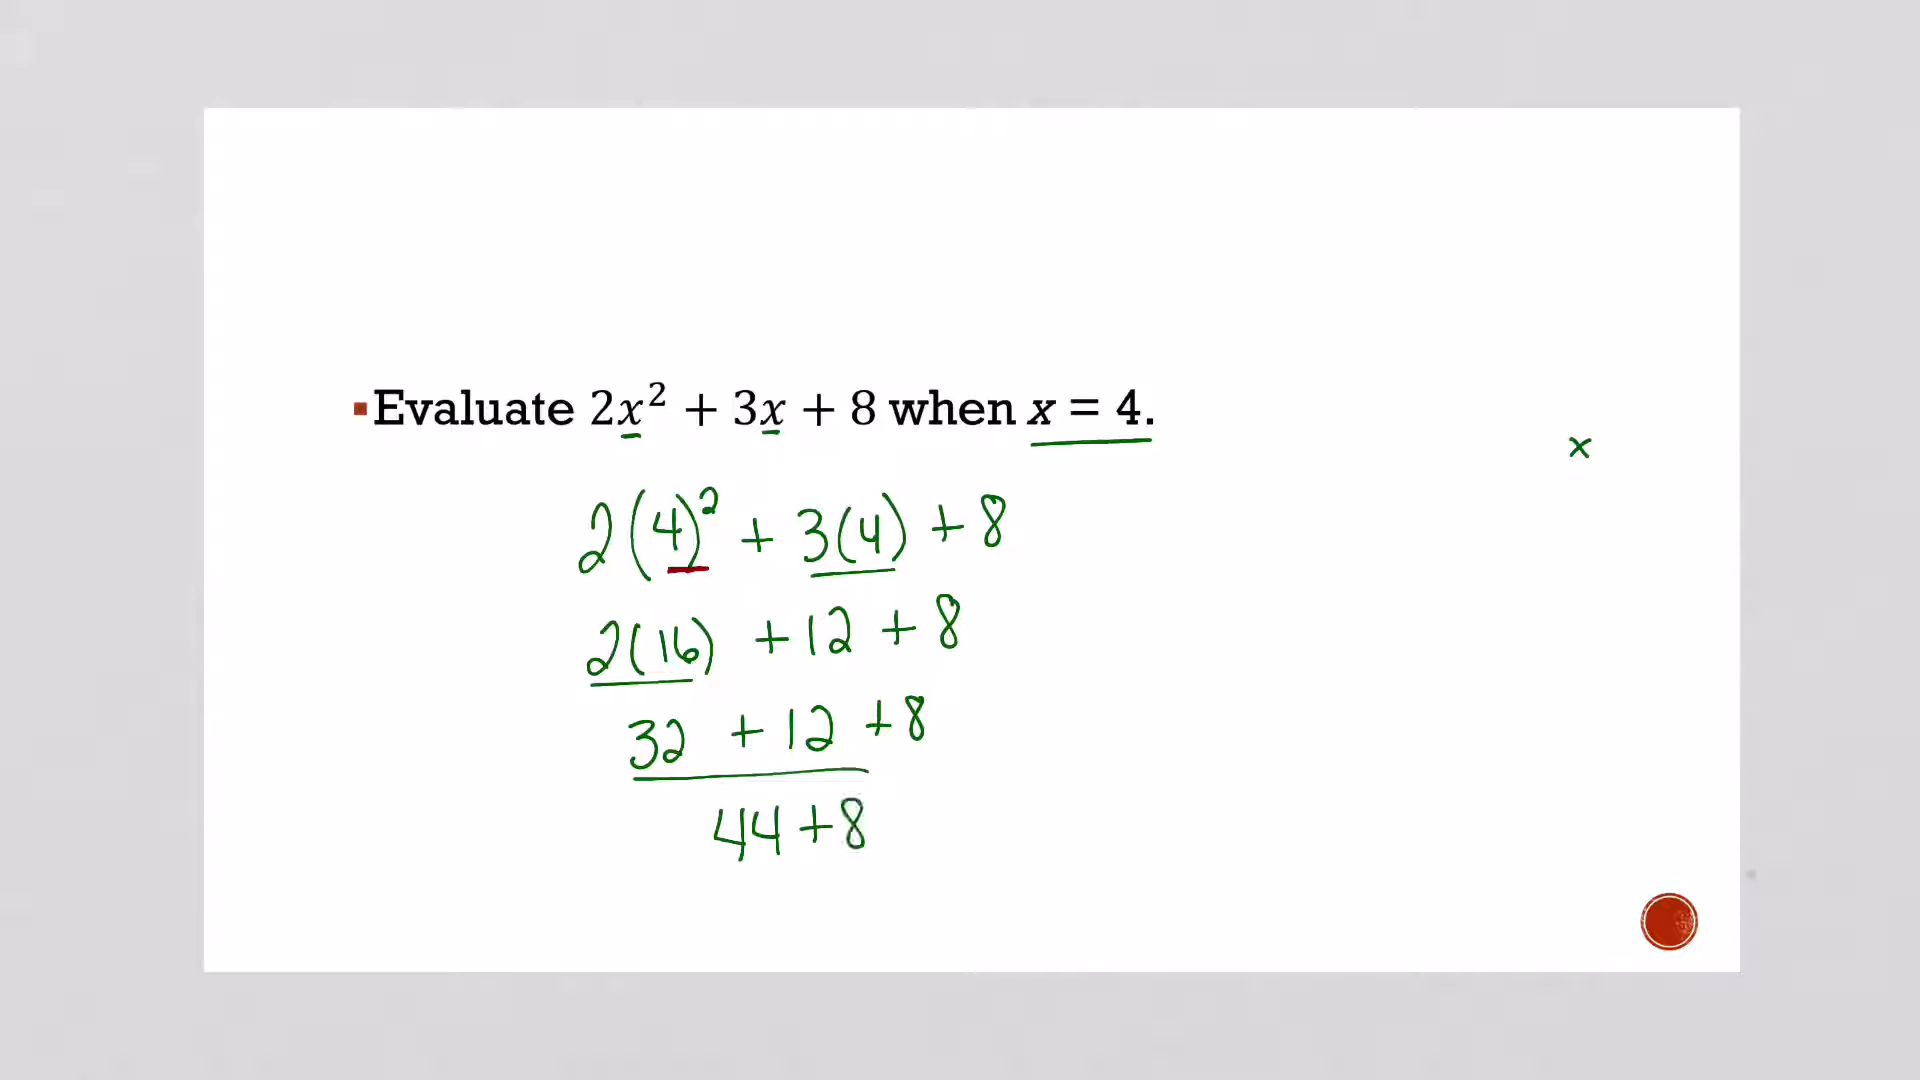 ▪Evaluate 2x² + 3x + 8 when x = 4.
x
2(4)² + 3(4) + 8
2(16) + 12 + 8
32 + 12 + 8
44 + 8